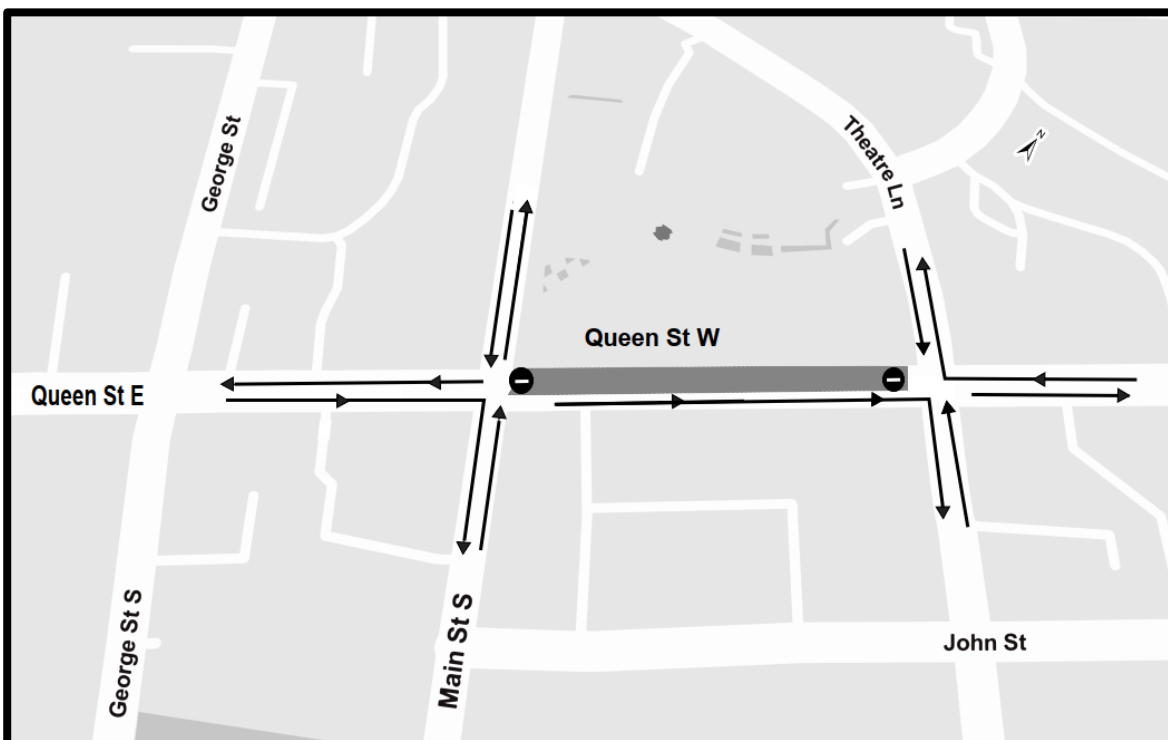 George St
Theatre Ln
N
Queen St W
Queen St E
George St S
Main St S
John St